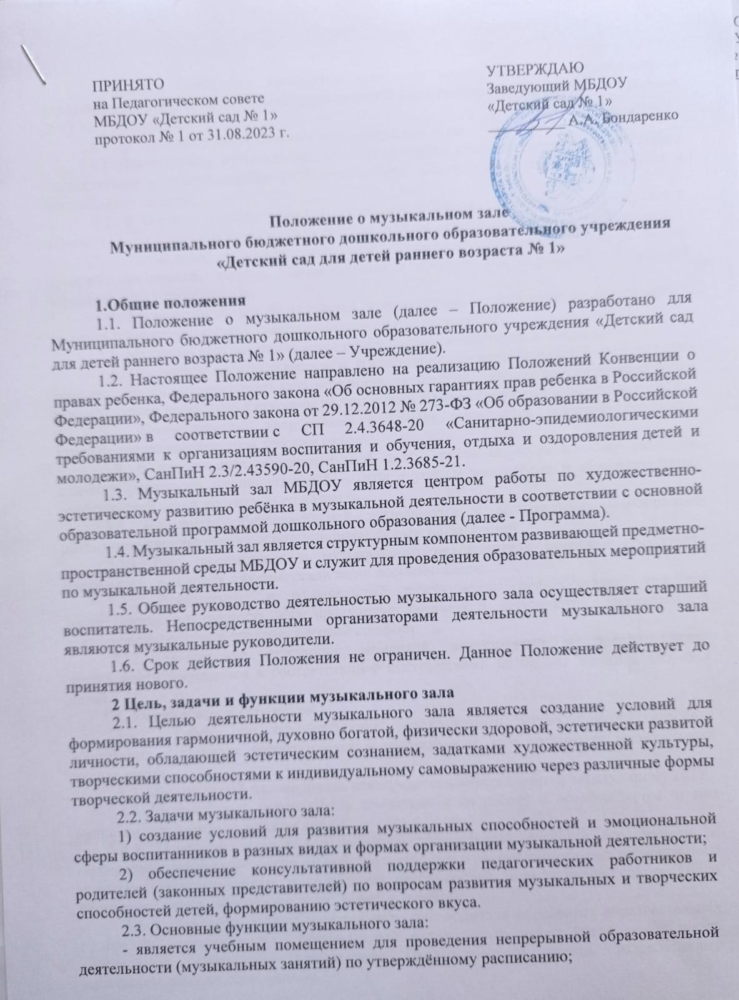 ПРИНЯТО
на Педагогическом совете
МБДОУ «Детский сад № 1»
протокол № 1 от 31.08.2023 г.
УТВЕРЖДАЮ
Заведующий МБДОУ
«Детский сад № 1»
А.А. Бондаренко
Положение о музыкальном зале
Муниципального бюджетного дошкольного образовательного учреждения
«Детский сад для детей раннего возраста № 1»
1.Общие положения
1.1. Положение о музыкальном зале (далее – Положение) разработано для
Муниципального бюджетного дошкольного образовательного учреждения «Детский сад
для детей раннего возраста № 1» (далее – Учреждение).
1.2. Настоящее Положение направлено на реализацию Положений Конвенции о
правах ребенка, Федерального закона «Об основных гарантиях прав ребенка в Российской
Федерации», Федерального закона от 29.12.2012 № 273-ФЗ «Об образовании в Российской
Федерации» в соответствии с СП 2.4.3648-20 «Санитарно-эпидемиологическими
требованиями к организациям воспитания и обучения, отдыха и оздоровления детей и
молодежи», СанПиН 2.3/2.43590-20, СанПиН 1.2.3685-21.
1.3. Музыкальный зал МБДОУ является центром работы по художественно-
эстетическому развитию ребёнка в музыкальной деятельности в соответствии с основной
образовательной программой дошкольного образования (далее - Программа).
1.4. Музыкальный зал является структурным компонентом развивающей предметно-
пространственной среды МБДОУ и служит для проведения образовательных мероприятий
по музыкальной деятельности.
1.5. Общее руководство деятельностью музыкального зала осуществляет старший
воспитатель. Непосредственными организаторами деятельности музыкального зала
являются музыкальные руководители.
1.6. Срок действия Положения не ограничен. Данное Положение действует до
принятия нового.
2 Цель, задачи и функции музыкального зала
2.1. Целью деятельности музыкального зала является создание условий для
формирования гармоничной, духовно богатой, физически здоровой, эстетически развитой
личности, обладающей эстетическим сознанием, задатками художественной культуры,
творческими способностями к индивидуальному самовыражению через различные формы
творческой деятельности.
2.2. Задачи музыкального зала:
1) создание условий для развития музыкальных способностей и эмоциональной
сферы воспитанников в разных видах и формах организации музыкальной деятельности;
2) обеспечение консультативной поддержки педагогических работников и
родителей (законных представителей) по вопросам развития музыкальных и творческих
способностей детей, формированию эстетического вкуса.
2.3. Основные функции музыкального зала:
- является учебным помещением для проведения непрерывной образовательной
деятельности (музыкальных занятий) по утверждённому расписанию;